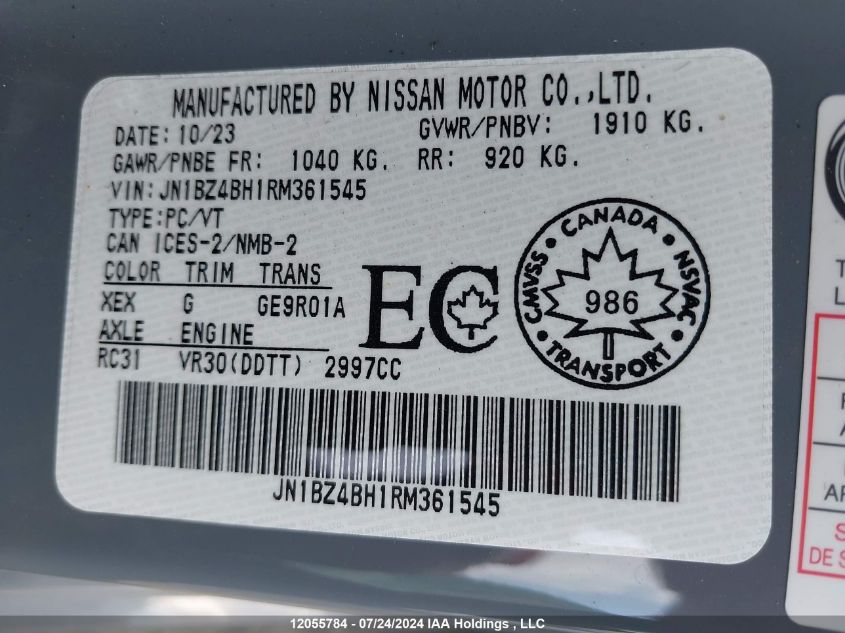 MANUFACTURED BY NISSAN MOTOR CO.,LTD.
DATE: 10/23 GVWR/PNBV: 1910 KG.
GAWR/PNBE FR: 1040 KG. RR: 920 KG.
VIN: JN1BZ4BH1RM361545
TYPE:PC/VT
CAN ICES-2/NMB-2
COLOR TRIM TRANS
XEX G GE9R01A
AXLE ENGINE
RC31 VR30(DDTT) 2997CC
EC
CANADA
CMVSS
NSVAC
986
TRANSPORT
JN1BZ4BH1RM361545
T
L
A
AF
S
DE S
12055784 - 07/24/2024 IAA Holdings , LLC